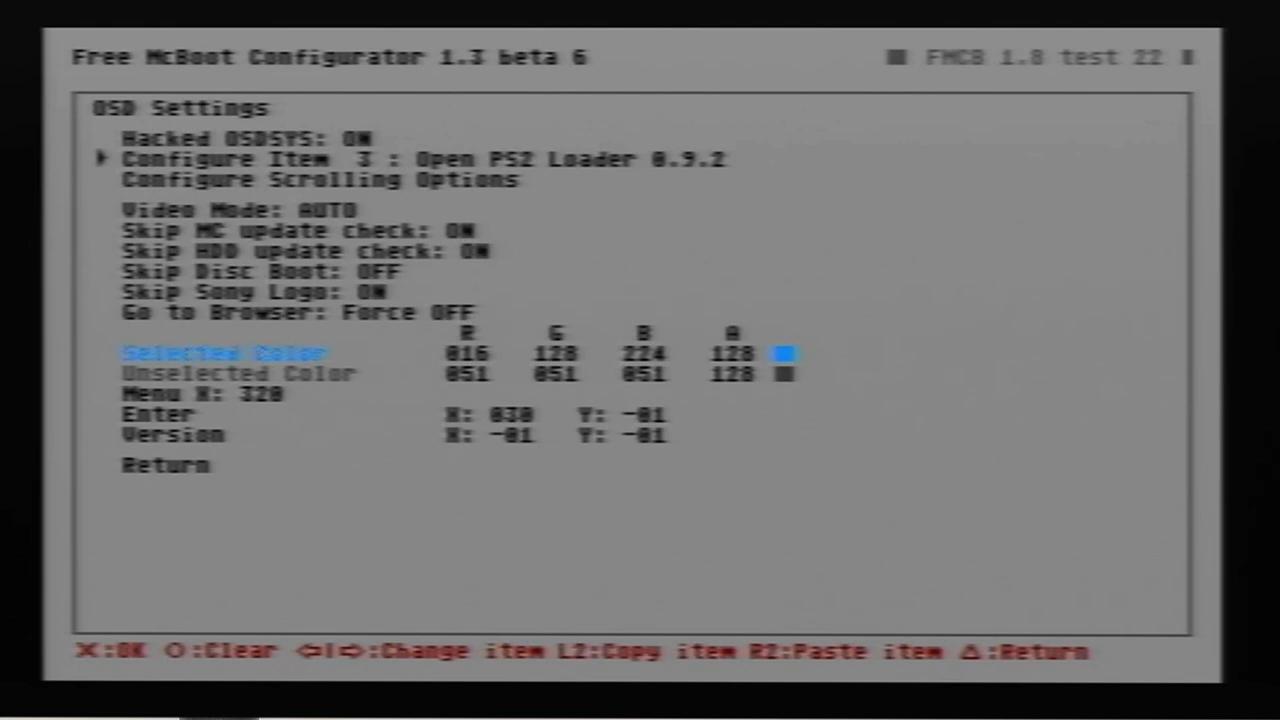 Free McBoot Configurator 1.3 beta 6
FMCB 1.8 test 22
OSD Settings
Hacked OSDSYS: ON
Configure Item 3 : Open PS2 Loader 0.9.2
Configure Scrolling Options
Video Mode: AUTO
Skip MC update check: ON
Skip HDD update check: ON
Skip Disc Boot: OFF
Skip Sony Logo: ON
Go to Browser: Force OFF
R G B A
Selected Color 016 128 224 128
Unselected Color 051 051 051 128
Menu X: 320
Enter X: 030 Y: -01
Version X: -01 Y: -01
Return
✕:OK ○:Clear ⇦|⇨:Change item L2:Copy item R2:Paste item △:Return